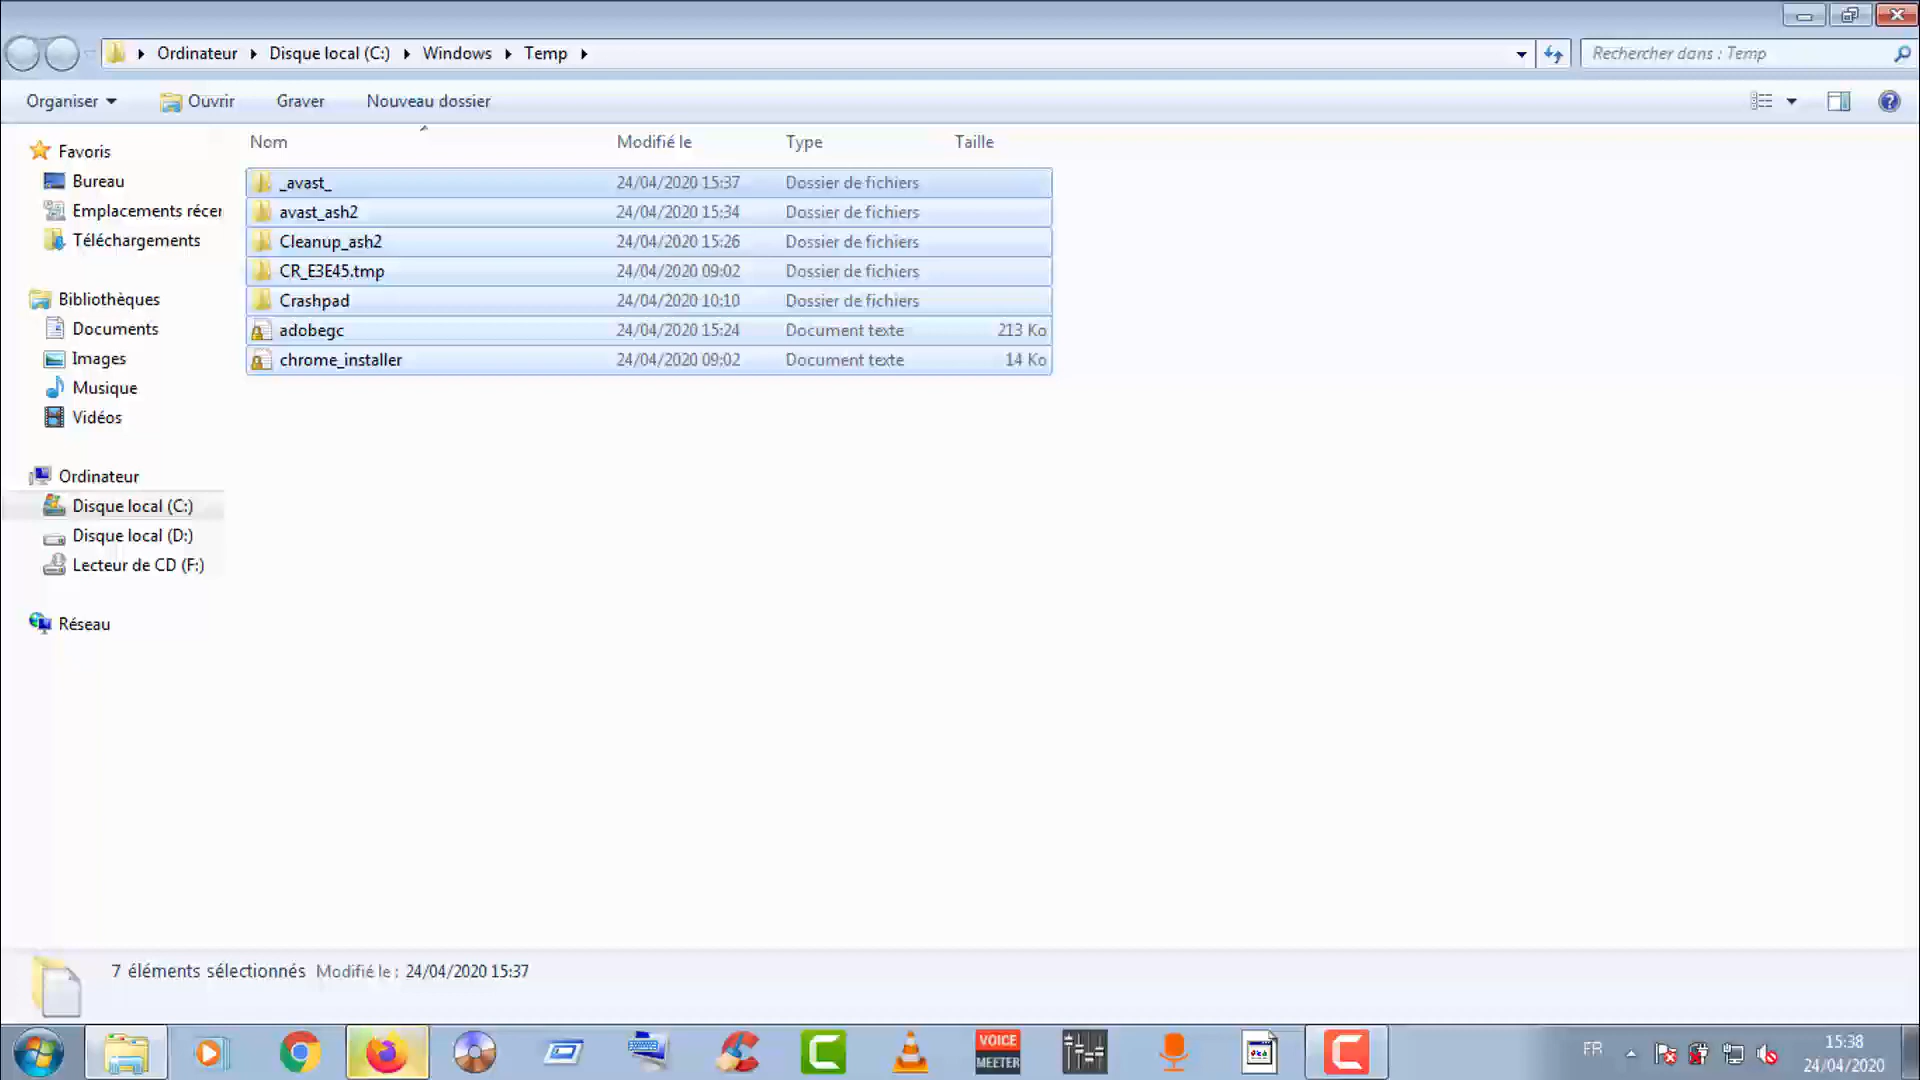 Ordinateur Disque local (C:) Windows Temp
Rechercher dans : Temp
Organiser Ouvrir Graver Nouveau dossier
Nom Modifié le Type Taille
Favoris
Bureau
Emplacements récen
Téléchargements
Bibliothèques
Documents
Images
Musique
Vidéos
Ordinateur
Disque local (C:)
Disque local (D:)
Lecteur de CD (F:)
Réseau
_avast_ 24/04/2020 15:37 Dossier de fichiers
avast_ash2 24/04/2020 15:34 Dossier de fichiers
Cleanup_ash2 24/04/2020 15:26 Dossier de fichiers
CR_E3E45.tmp 24/04/2020 09:02 Dossier de fichiers
Crashpad 24/04/2020 10:10 Dossier de fichiers
adobegc 24/04/2020 15:24 Document texte 213 Ko
chrome_installer 24/04/2020 09:02 Document texte 14 Ko
7 éléments sélectionnés Modifié le : 24/04/2020 15:37
VOICE
MEETER
FR
15:38
24/04/2020